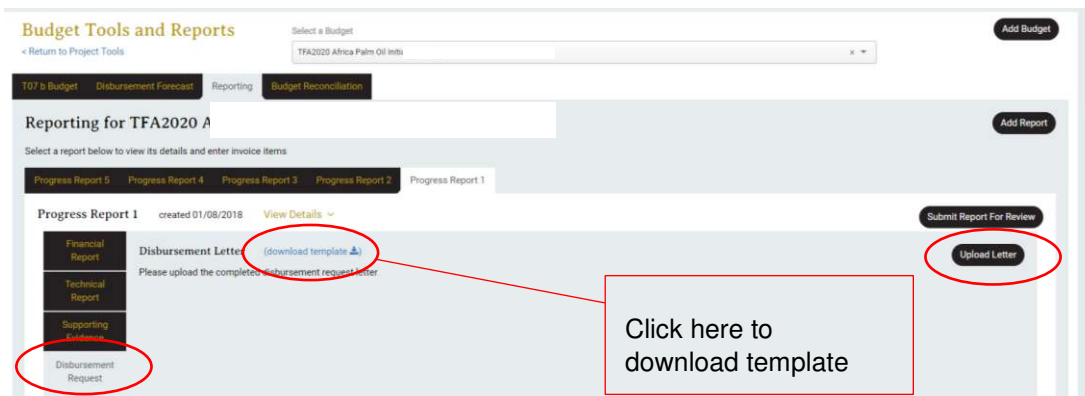 Budget Tools and Reports
Select a Budget
Add Budget
< Return to Project Tools
TFA2020 Africa Palm Oil Initi
× ▾
T07 b Budget Disbursement Forecast Reporting Budget Reconciliation
Reporting for TFA2020
Add Report
Select a report below to view its details and enter invoice items
Progress Report 5 Progress Report 4 Progress Report 3 Progress Report 2 Progress Report 1
Progress Report 1 created 01/08/2018 View Details
Submit Report For Review
Financial
Report
Technical
Report
Supporting
Evidence
Disbursement
Request
Disbursement Letter (download template)
Please upload the completed disbursement request letter
Upload Letter
Click here to
download template